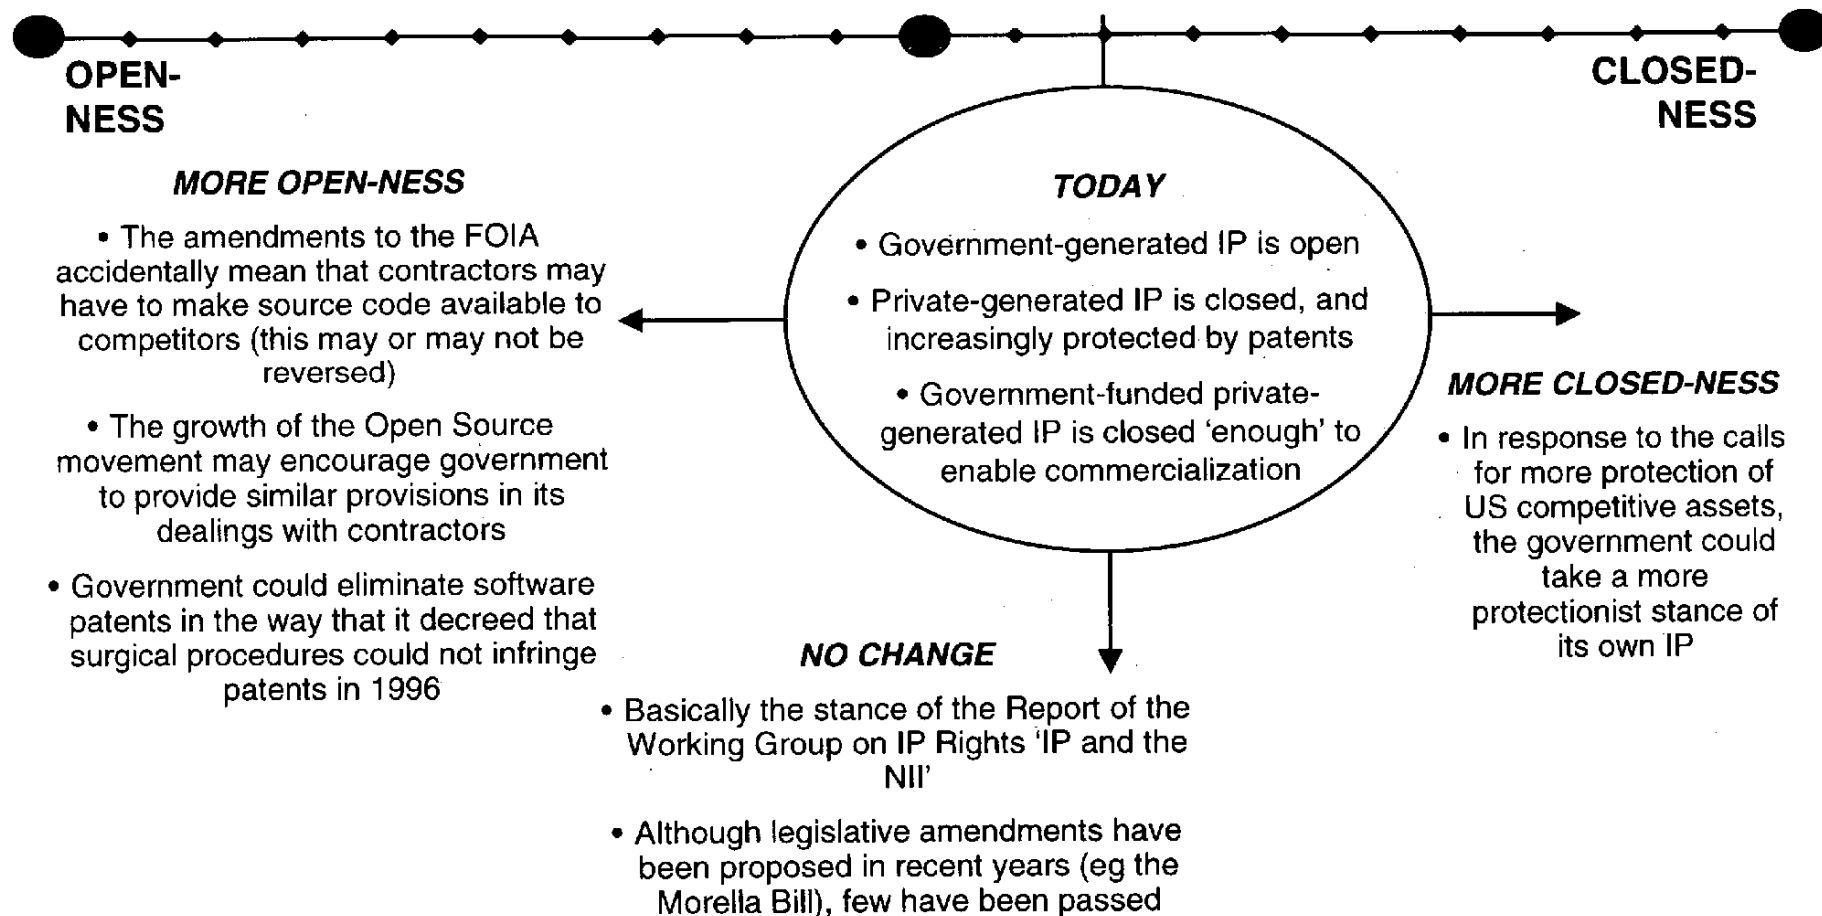 OPEN-
NESS
CLOSED-
NESS
MORE OPEN-NESS
• The amendments to the FOIA
accidentally mean that contractors may
have to make source code available to
competitors (this may or may not be
reversed)
• The growth of the Open Source
movement may encourage government
to provide similar provisions in its
dealings with contractors
• Government could eliminate software
patents in the way that it decreed that
surgical procedures could not infringe
patents in 1996
TODAY
• Government-generated IP is open
• Private-generated IP is closed, and
increasingly protected by patents
• Government-funded private-
generated IP is closed ‘enough’ to
enable commercialization
NO CHANGE
• Basically the stance of the Report of the
Working Group on IP Rights ‘IP and the
NII’
• Although legislative amendments have
been proposed in recent years (eg the
Morella Bill), few have been passed
MORE CLOSED-NESS
• In response to the calls
for more protection of
US competitive assets,
the government could
take a more
protectionist stance of
its own IP